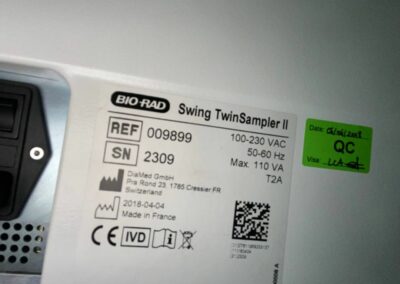 BIO-RAD Swing TwinSampler II
REF 009899
100-230 VAC
50-60 Hz
SN 2309
Max. 110 VA
T2A
DiaMed GmbH
Pra Rond 23, 1785 Cressier FR
Switzerland
2018-04-04
Made in France
CE IVD i
Date:
QC
Visa: